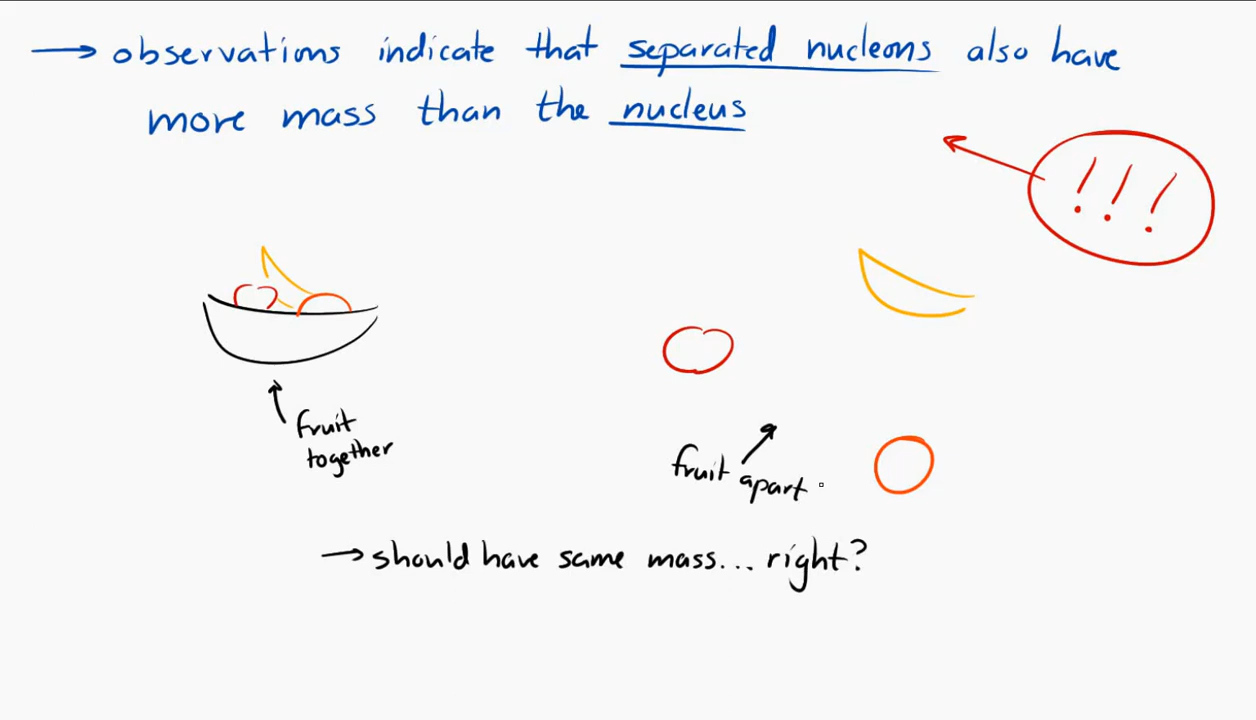 → observations indicate that separated nucleons also have
more mass than the nucleus
!!!
fruit
together
fruit apart
→ should have same mass... right?